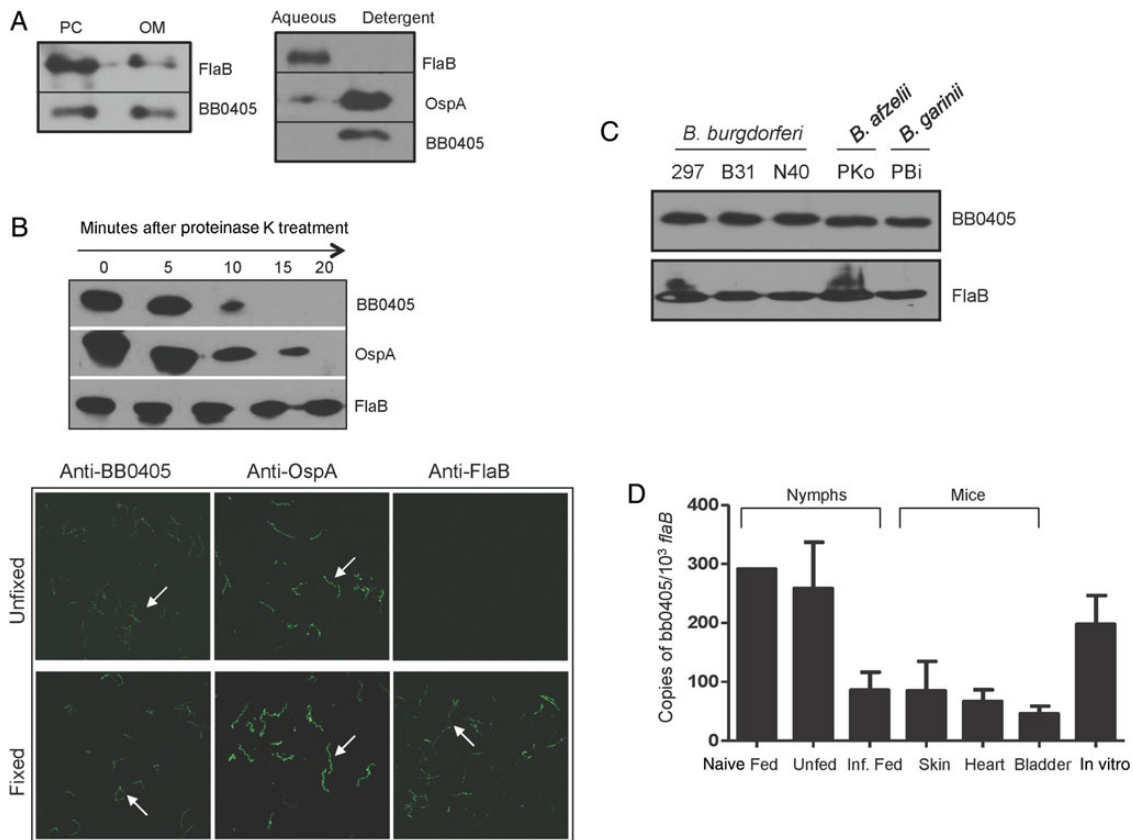 A
PC OM
FlaB
BB0405
Aqueous Detergent
FlaB
OspA
BB0405
B
Minutes after proteinase K treatment
0 5 10 15 20
BB0405
OspA
FlaB
Anti-BB0405 Anti-OspA Anti-FlaB
Unfixed
Fixed
C
B. burgdorferi B. afzelii B. garinii
297 B31 N40 PKo PBi
BB0405
FlaB
D
Nymphs Mice
Copies of bb0405/10³ flaB
400
300
200
100
0
Naive Fed Unfed Inf. Fed Skin Heart Bladder In vitro